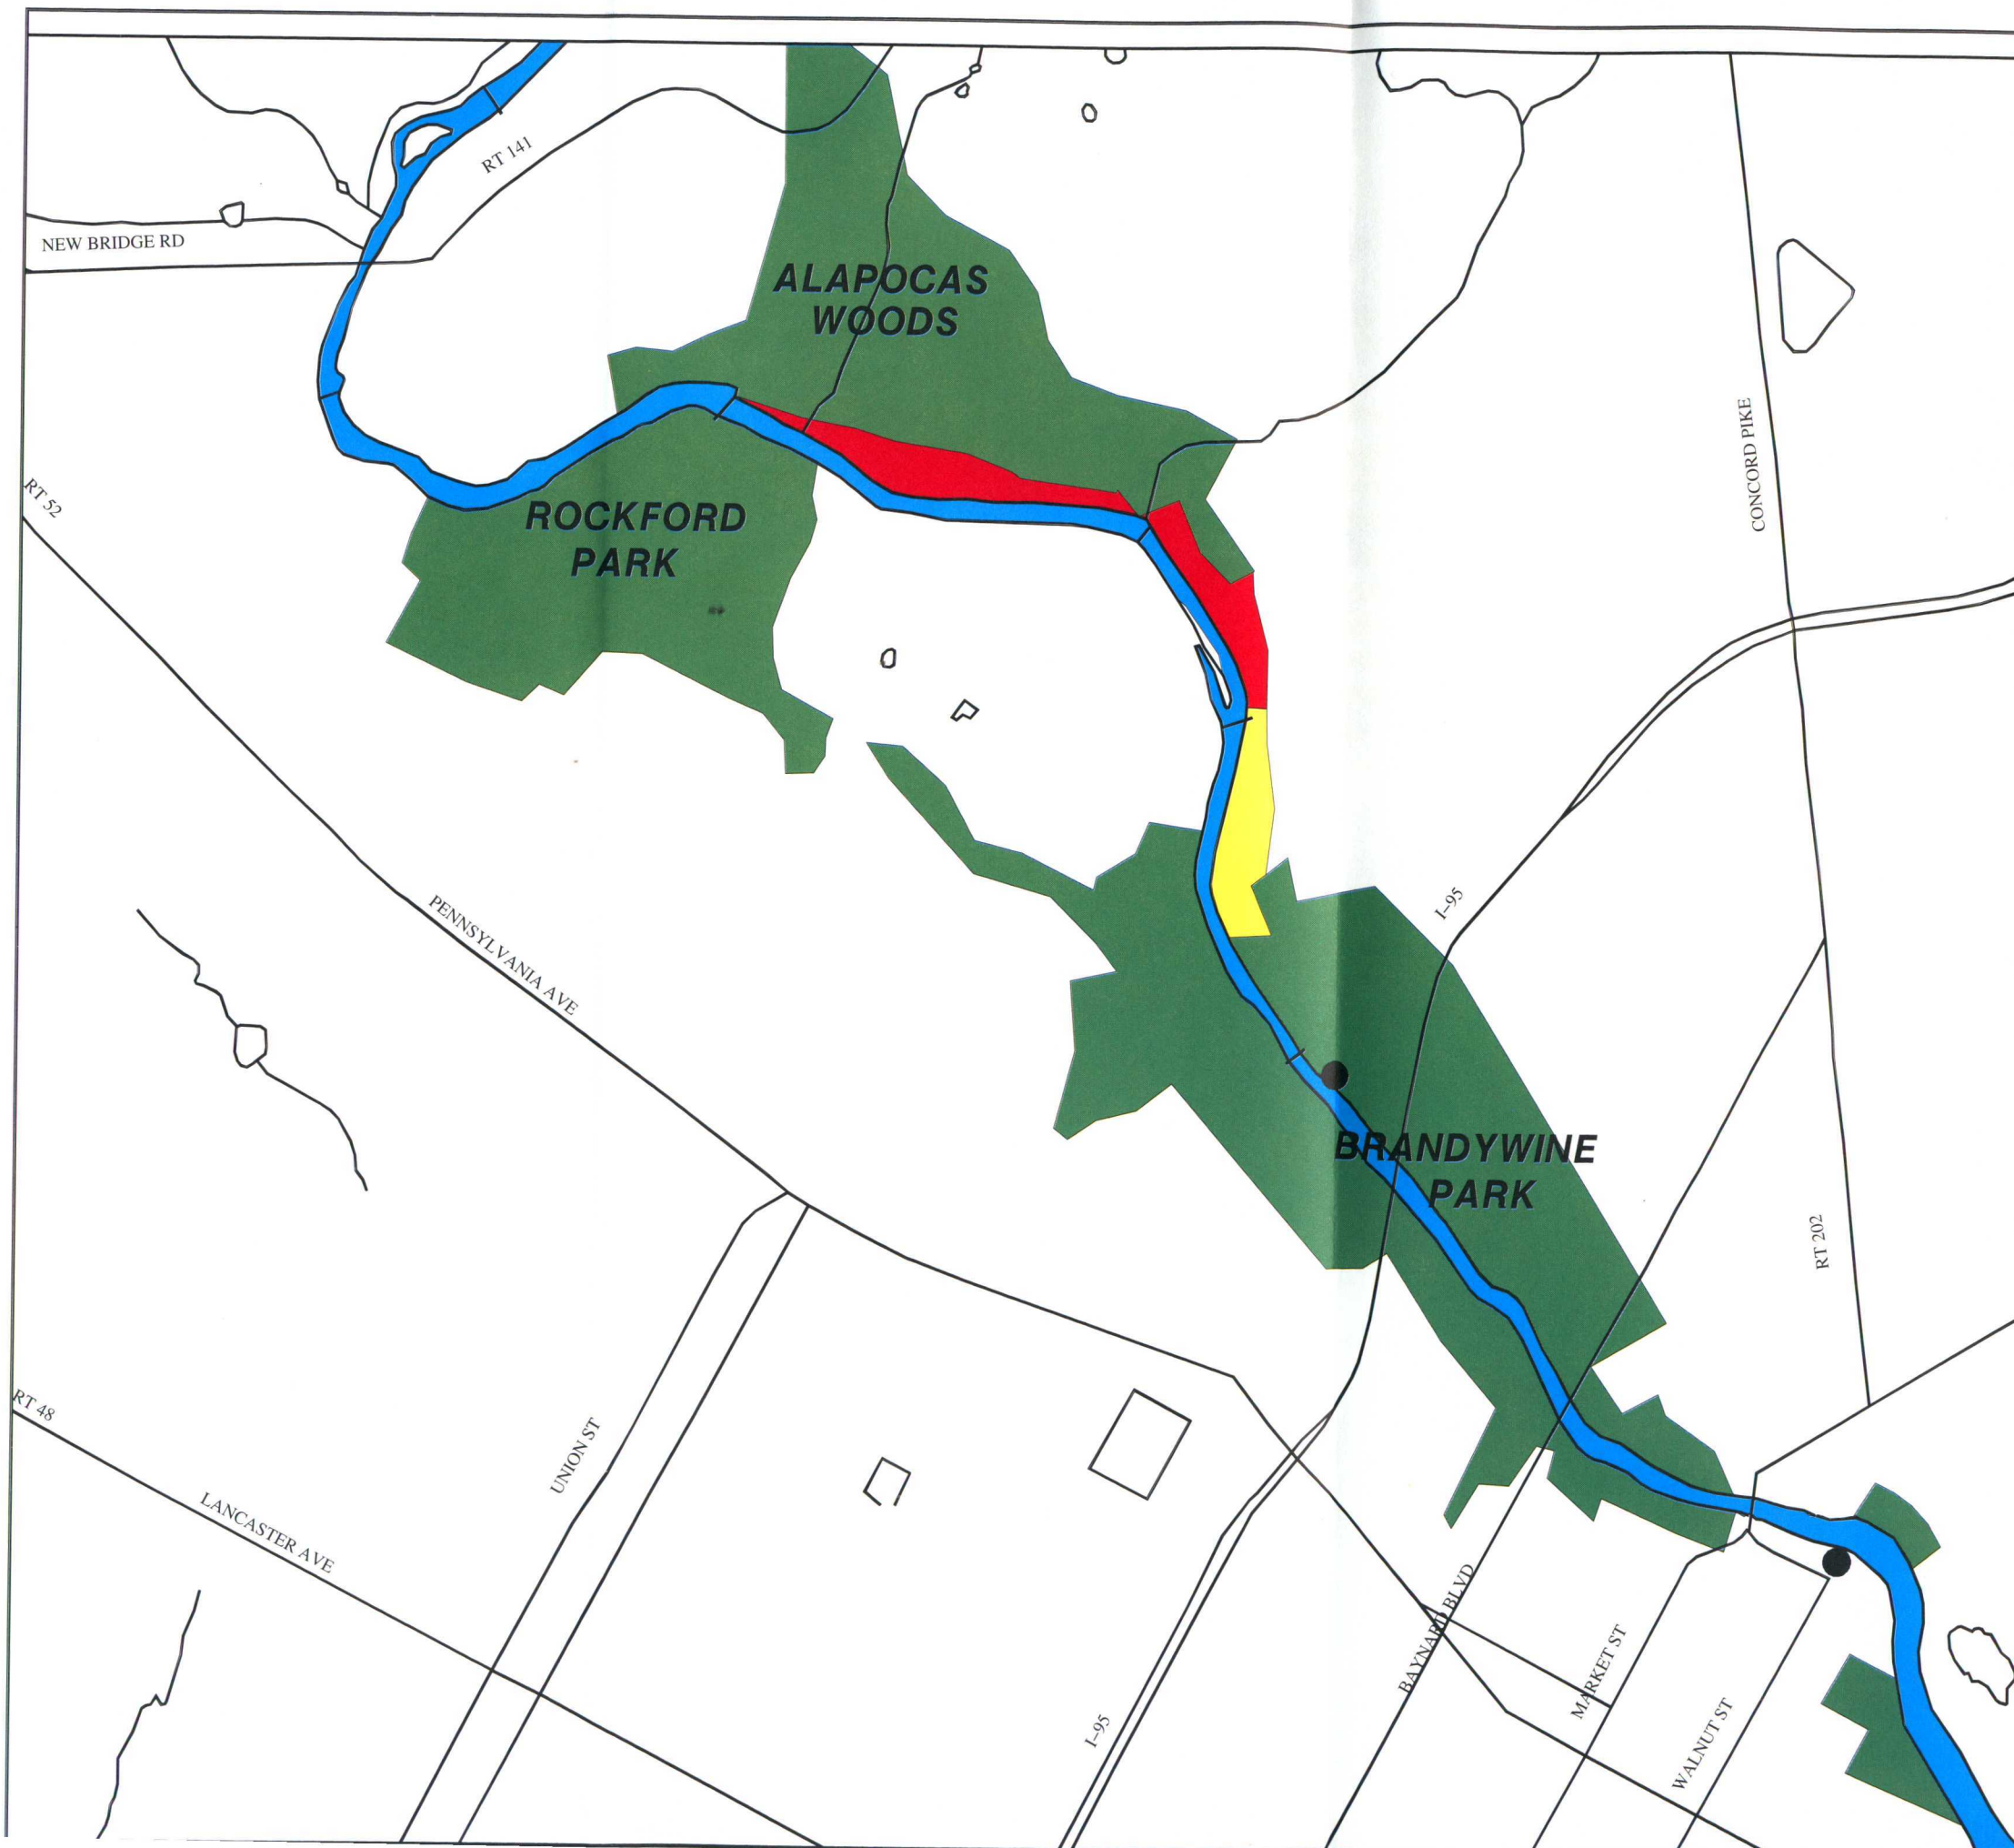 RT 141
NEW BRIDGE RD
ALAPOCAS
WOODS
CONCORD PIKE
RT 52
ROCKFORD
PARK
I-95
PENNSYLVANIA AVE
BRANDYWINE
PARK
RT 202
RT 48
UNION ST
LANCASTER AVE
BAYNARD BLVD
MARKET ST
WALNUT ST
I-95